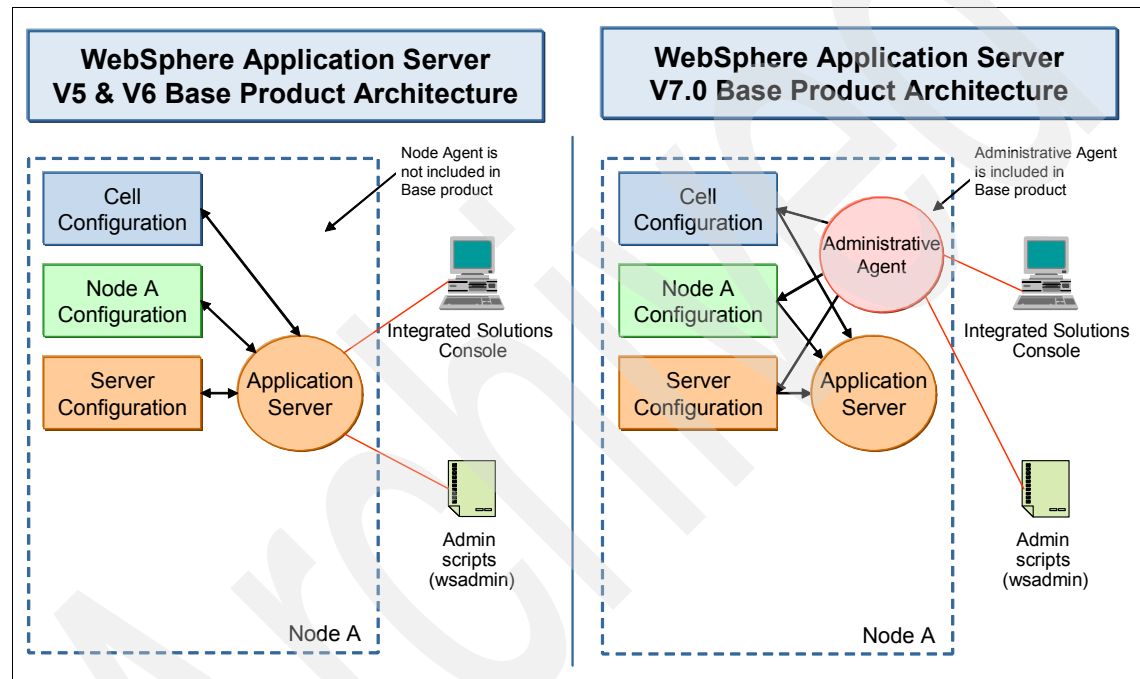 WebSphere Application Server
V5 & V6 Base Product Architecture
Node Agent is
not included in
Base product
Cell
Configuration
Node A
Configuration
Server
Configuration
Application
Server
Integrated Solutions
Console
Admin
scripts
(wsadmin)
Node A
WebSphere Application Server
V7.0 Base Product Architecture
Administrative Agent
is included in
Base product
Cell
Configuration
Node A
Configuration
Server
Configuration
Administrative
Agent
Application
Server
Integrated Solutions
Console
Admin
scripts
(wsadmin)
Node A
Archived